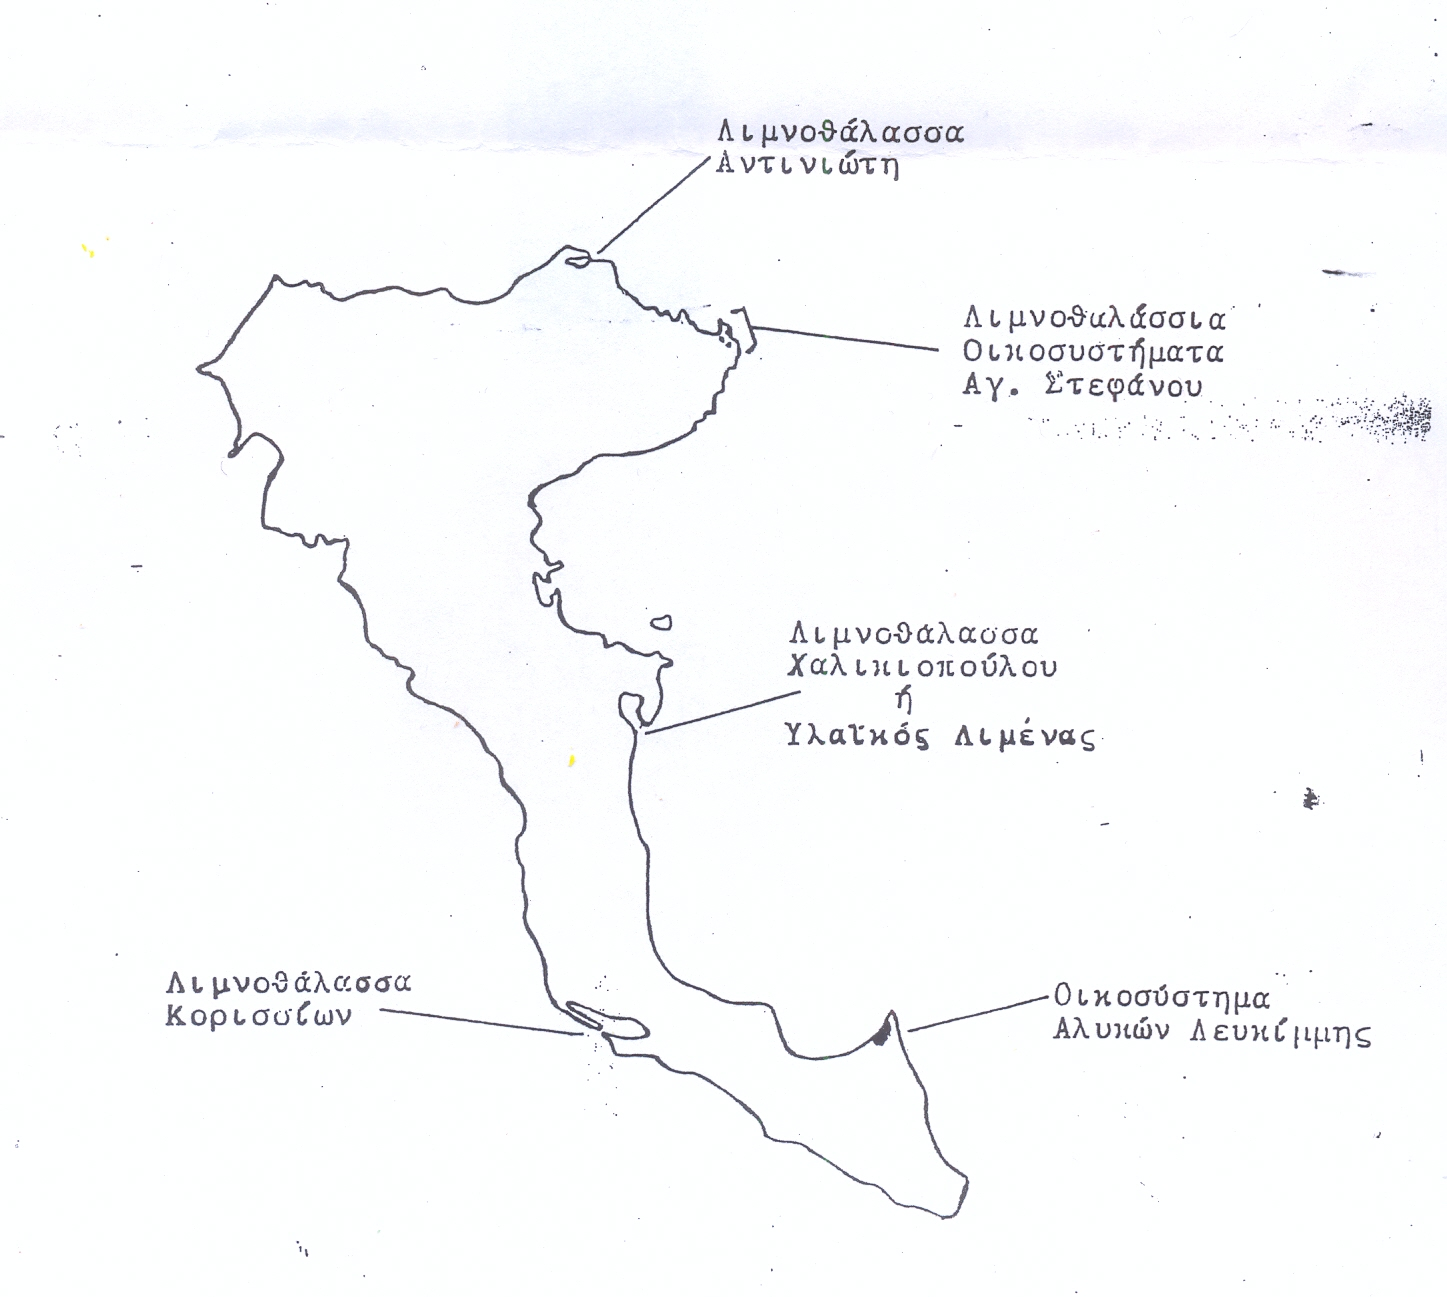 Λιμνοθάλασσα
Αντινιώτη
Λιμνοθαλάσσια
Οικοσυστήματα
Αγ. Στεφάνου
Λιμνοθάλασσα
Χαλικιοπούλου
ή
Υλαϊκός Λιμένας
Λιμνοθάλασσα
Κορισσίων
Οικοσύστημα
Αλυκών Λευκίμμης